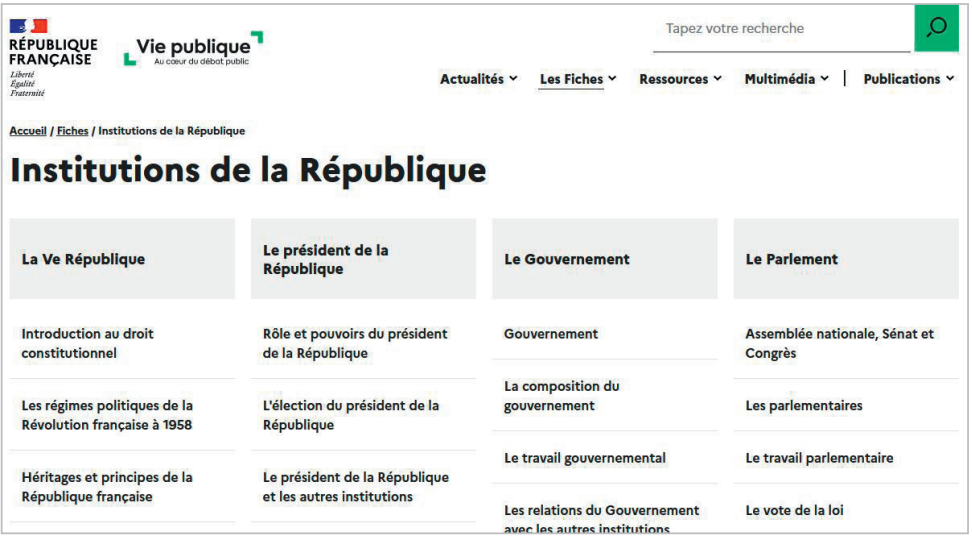 RÉPUBLIQUE
FRANÇAISE
Liberté
Égalité
Fraternité
Vie publique
Au cœur du débat public
Tapez votre recherche
Actualités Les Fiches Ressources Multimédia | Publications
Accueil / Fiches / Institutions de la République
Institutions de la République
La Ve République
Introduction au droit
constitutionnel
Les régimes politiques de la
Révolution française à 1958
Héritages et principes de la
République française
Le président de la
République
Rôle et pouvoirs du président
de la République
L'élection du président de la
République
Le président de la République
et les autres institutions
Le Gouvernement
Gouvernement
La composition du
gouvernement
Le travail gouvernemental
Les relations du Gouvernement
avec les autres institutions
Le Parlement
Assemblée nationale, Sénat et
Congrès
Les parlementaires
Le travail parlementaire
Le vote de la loi